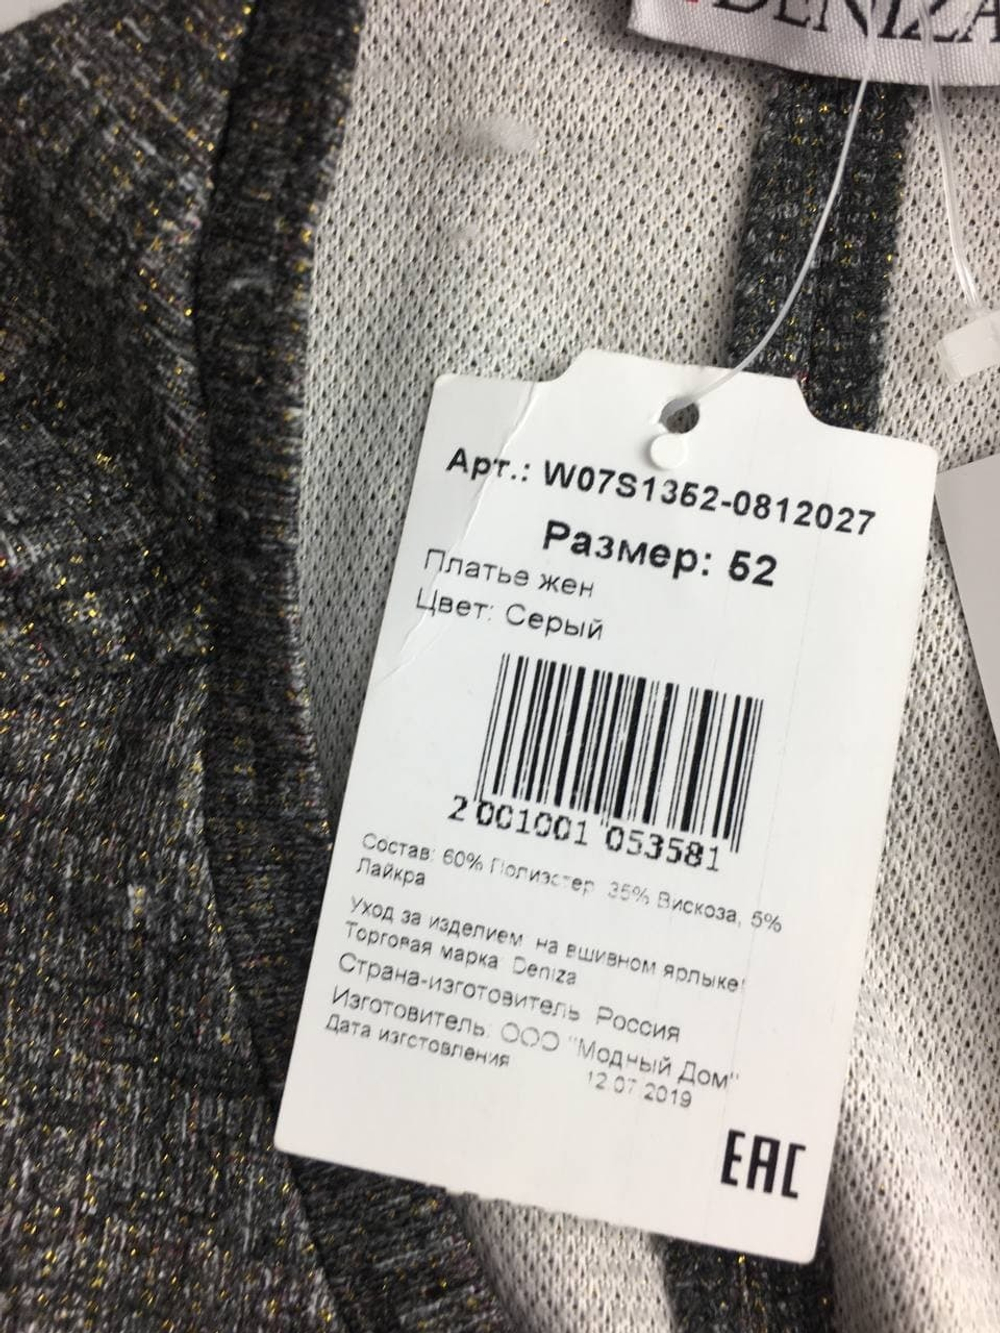 DENIZA
Арт.: W07S1352-0812027
Размер: 52
Платье жен
Цвет: Серый
2 001001 053581
Состав: 60% Полиэстер, 35% Вискоза, 5%
Лайкра
Уход за изделием на вшивном ярлыке!
Торговая марка Deniza
Страна-изготовитель Россия
Изготовитель: ООО "Модный Дом"
Дата изготовления 12 07 2019
EAC